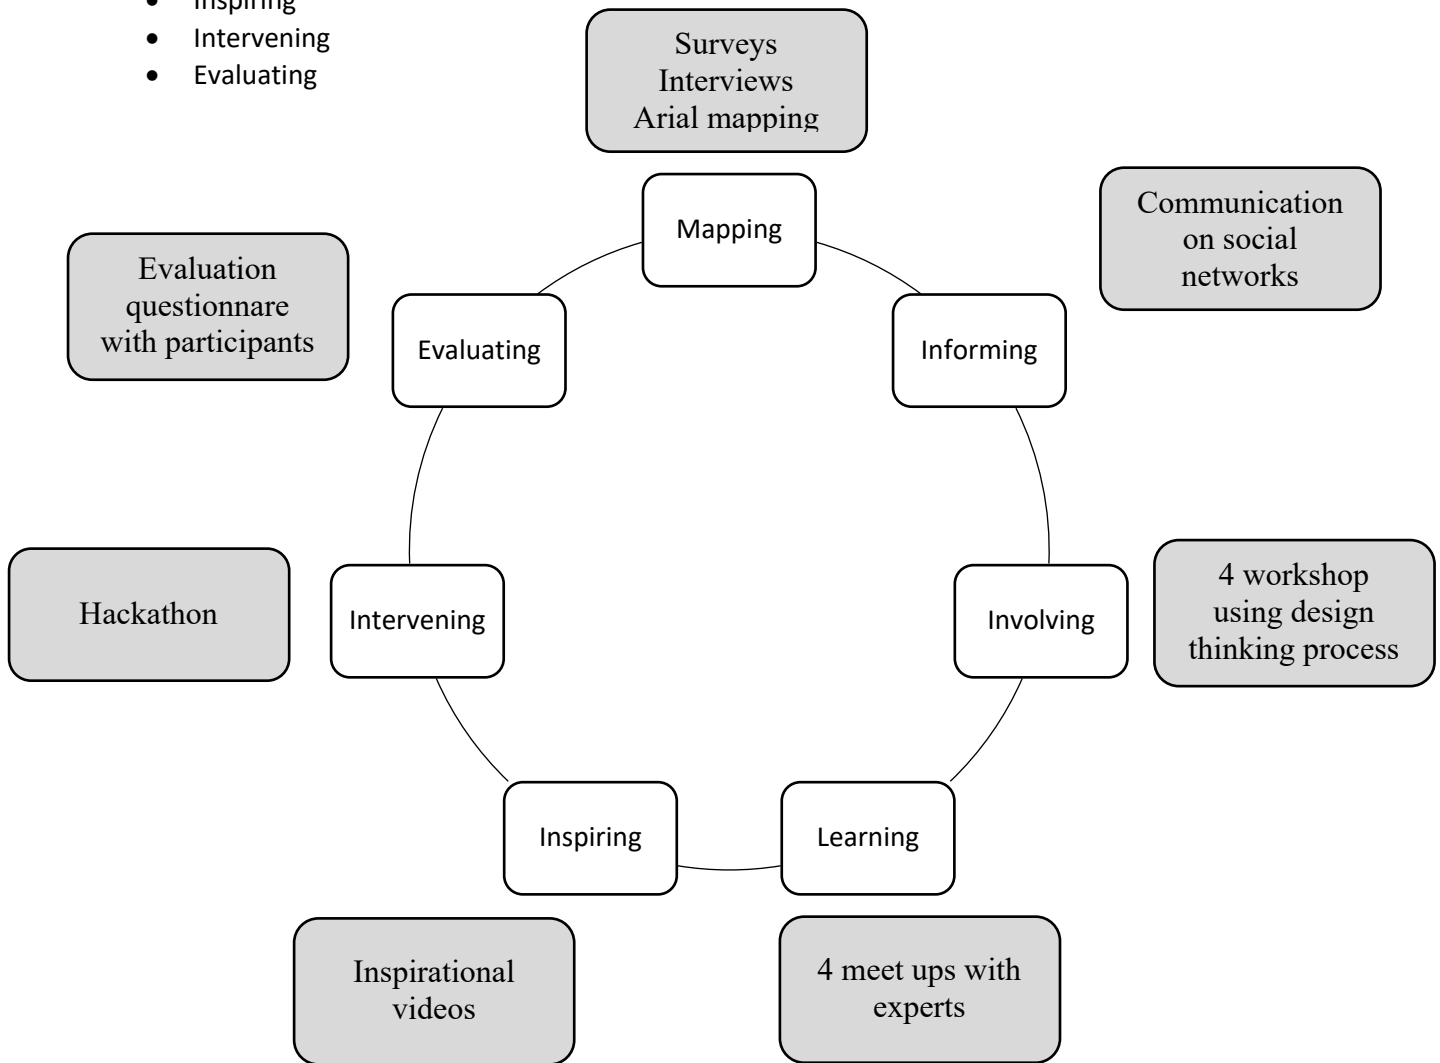 • Inspiring
• Intervening
• Evaluating
Surveys
Interviews
Arial mapping
Mapping
Communication
on social
networks
Evaluation
questionnare
with participants
Evaluating
Informing
Hackathon
Intervening
Involving
4 workshop
using design
thinking process
Inspiring
Learning
Inspirational
videos
4 meet ups with
experts